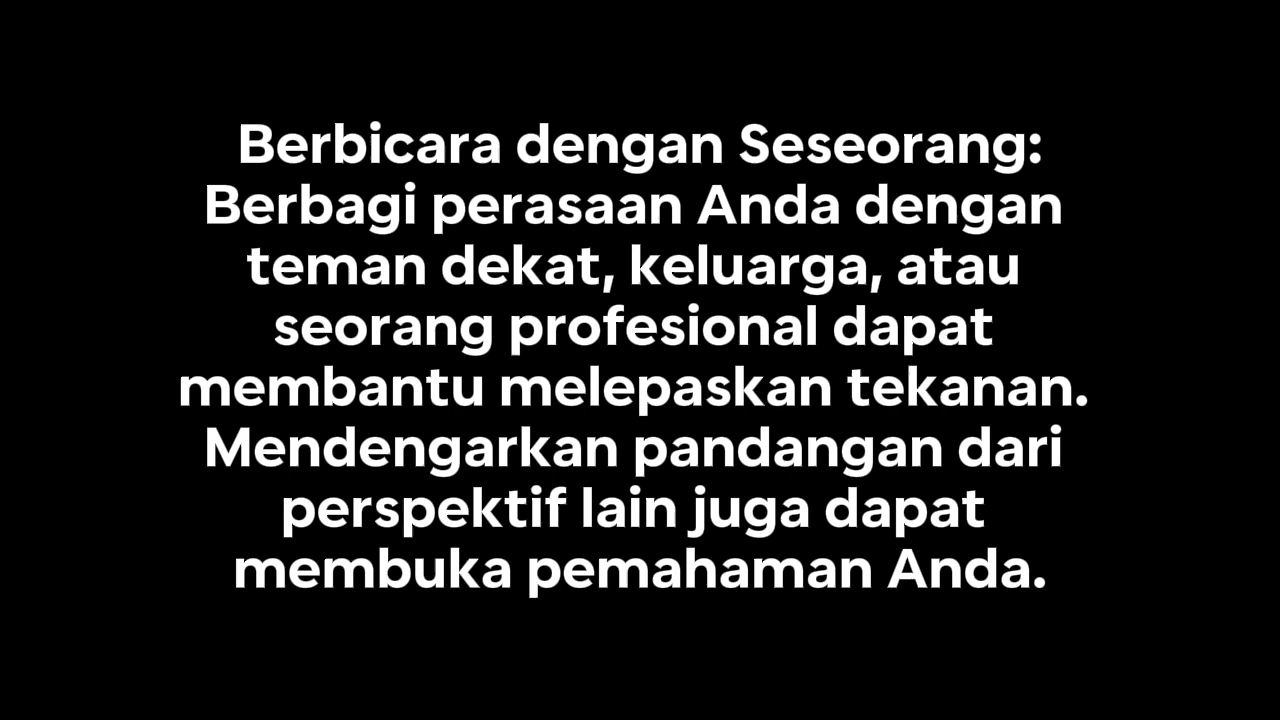 Berbicara dengan Seseorang:
Berbagi perasaan Anda dengan
teman dekat, keluarga, atau
seorang profesional dapat
membantu melepaskan tekanan.
Mendengarkan pandangan dari
perspektif lain juga dapat
membuka pemahaman Anda.